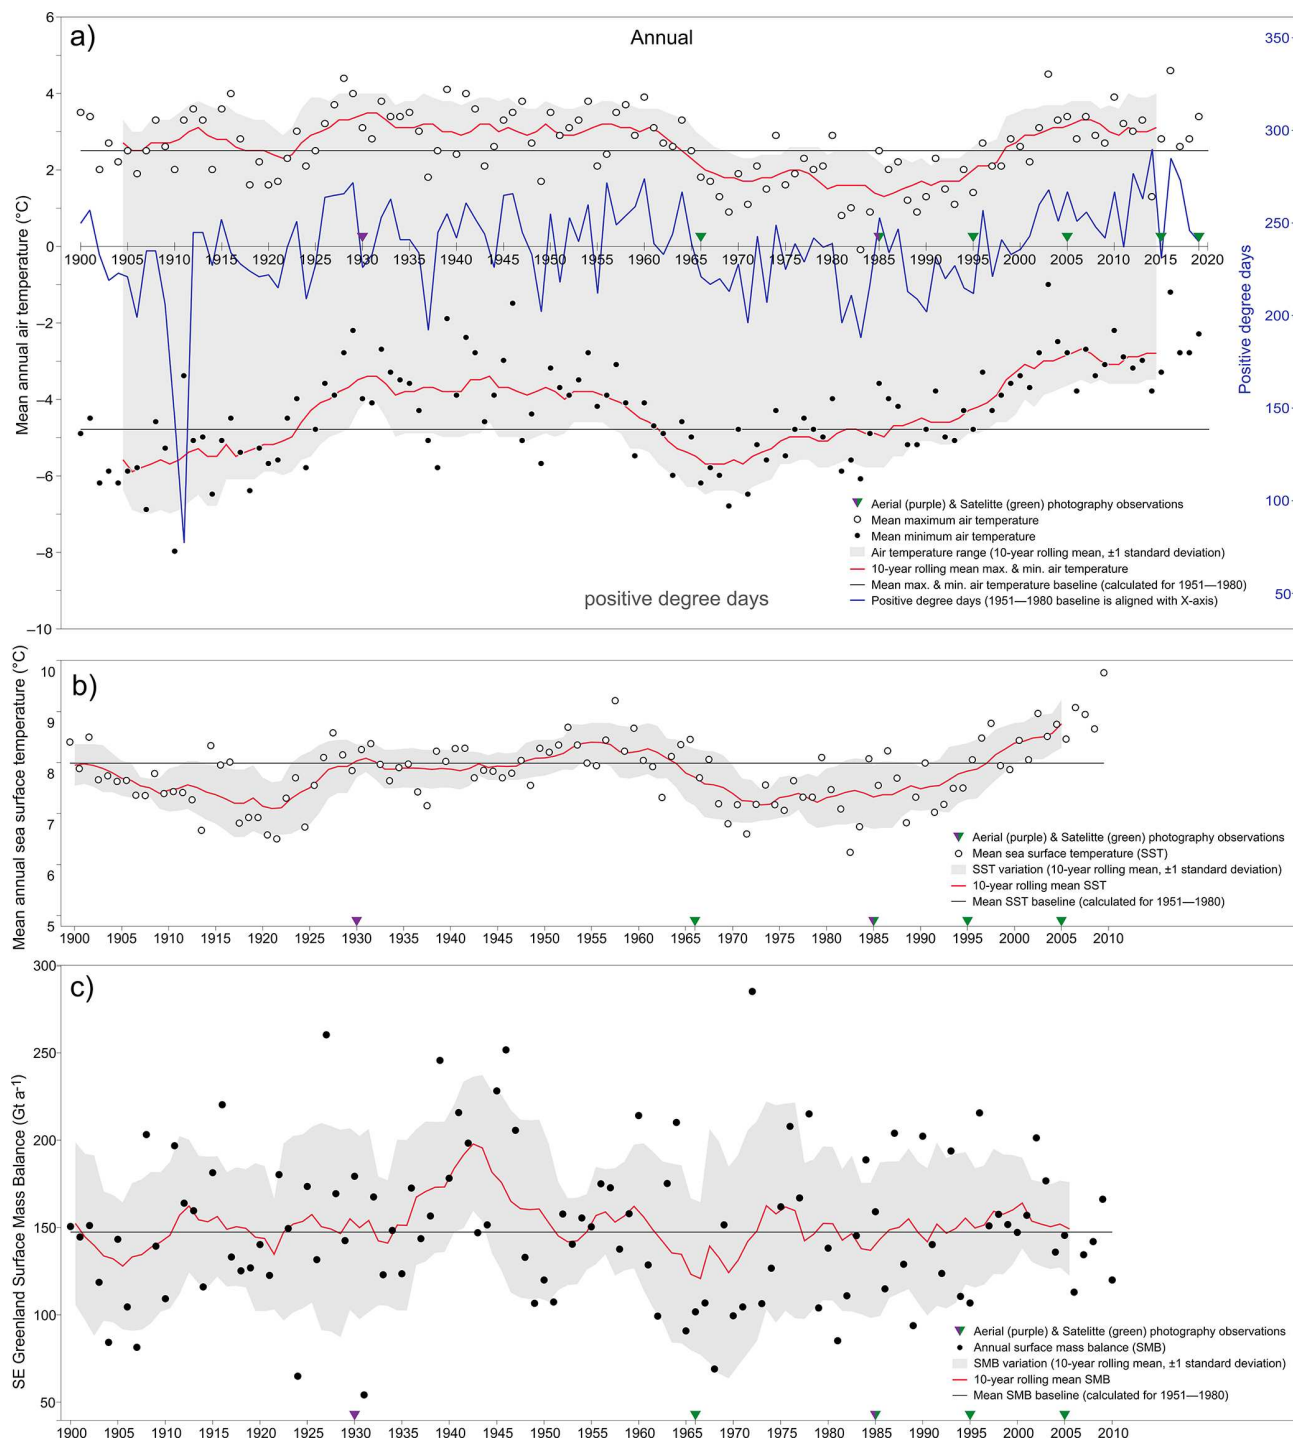 a)
Annual
6
4
2
0
−2
−4
−6
−8
−10
Mean annual air temperature (°C)
350
300
250
200
150
100
50
Positive degree days
1900 1905 1910 1915 1920 1925 1930 1935 1940 1945 1950 1955 1960 1965 1970 1975 1980 1985 1990 1995 2000 2005 2010 2015 2020
Aerial (purple) & Satelitte (green) photography observations
Mean maximum air temperature
Mean minimum air temperature
Air temperature range (10-year rolling mean, ±1 standard deviation)
10-year rolling mean max. & min. air temperature
Mean max. & min. air temperature baseline (calculated for 1951—1980)
Positive degree days (1951—1980 baseline is aligned with X-axis)
positive degree days
b)
10
9
8
7
6
5
Mean annual sea surface temperature (°C)
Aerial (purple) & Satelitte (green) photography observations
Mean sea surface temperature (SST)
SST variation (10-year rolling mean, ±1 standard deviation)
10-year rolling mean SST
Mean SST baseline (calculated for 1951—1980)
1900 1905 1910 1915 1920 1925 1930 1935 1940 1945 1950 1955 1960 1965 1970 1975 1980 1985 1990 1995 2000 2005 2010
c)
300
250
200
150
100
50
SE Greenland Surface Mass Balance (Gt a-1)
Aerial (purple) & Satelitte (green) photography observations
Annual surface mass balance (SMB)
SMB variation (10-year rolling mean, ±1 standard deviation)
10-year rolling mean SMB
Mean SMB baseline (calculated for 1951—1980)
1900 1905 1910 1915 1920 1925 1930 1935 1940 1945 1950 1955 1960 1965 1970 1975 1980 1985 1990 1995 2000 2005 2010